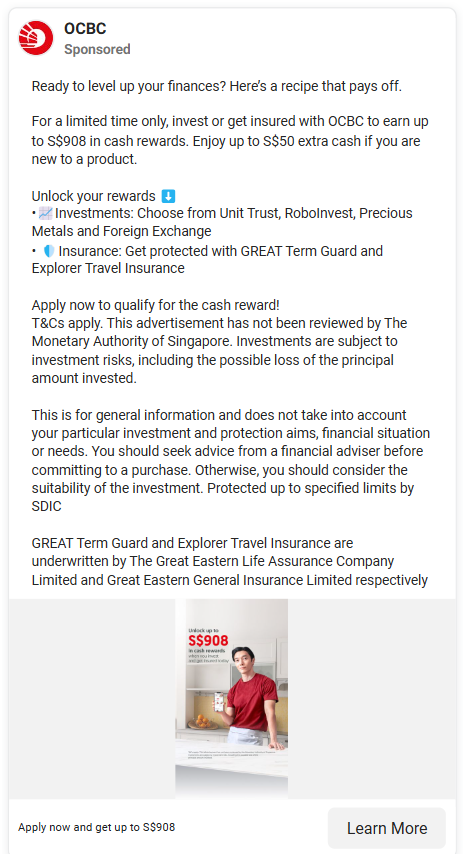 OCBC
Sponsored
Ready to level up your finances? Here's a recipe that pays off.
For a limited time only, invest or get insured with OCBC to earn up
to S$908 in cash rewards. Enjoy up to S$50 extra cash if you are
new to a product.
Unlock your rewards ⬇️
• 📈 Investments: Choose from Unit Trust, RoboInvest, Precious
Metals and Foreign Exchange
• 🛡️ Insurance: Get protected with GREAT Term Guard and
Explorer Travel Insurance
Apply now to qualify for the cash reward!
T&Cs apply. This advertisement has not been reviewed by The
Monetary Authority of Singapore. Investments are subject to
investment risks, including the possible loss of the principal
amount invested.
This is for general information and does not take into account
your particular investment and protection aims, financial situation
or needs. You should seek advice from a financial adviser before
committing to a purchase. Otherwise, you should consider the
suitability of the investment. Protected up to specified limits by
SDIC
GREAT Term Guard and Explorer Travel Insurance are
underwritten by The Great Eastern Life Assurance Company
Limited and Great Eastern General Insurance Limited respectively
Unlock up to
S$908
in cash rewards
when you invest
and get insured today
Apply now and get up to S$908
Learn More